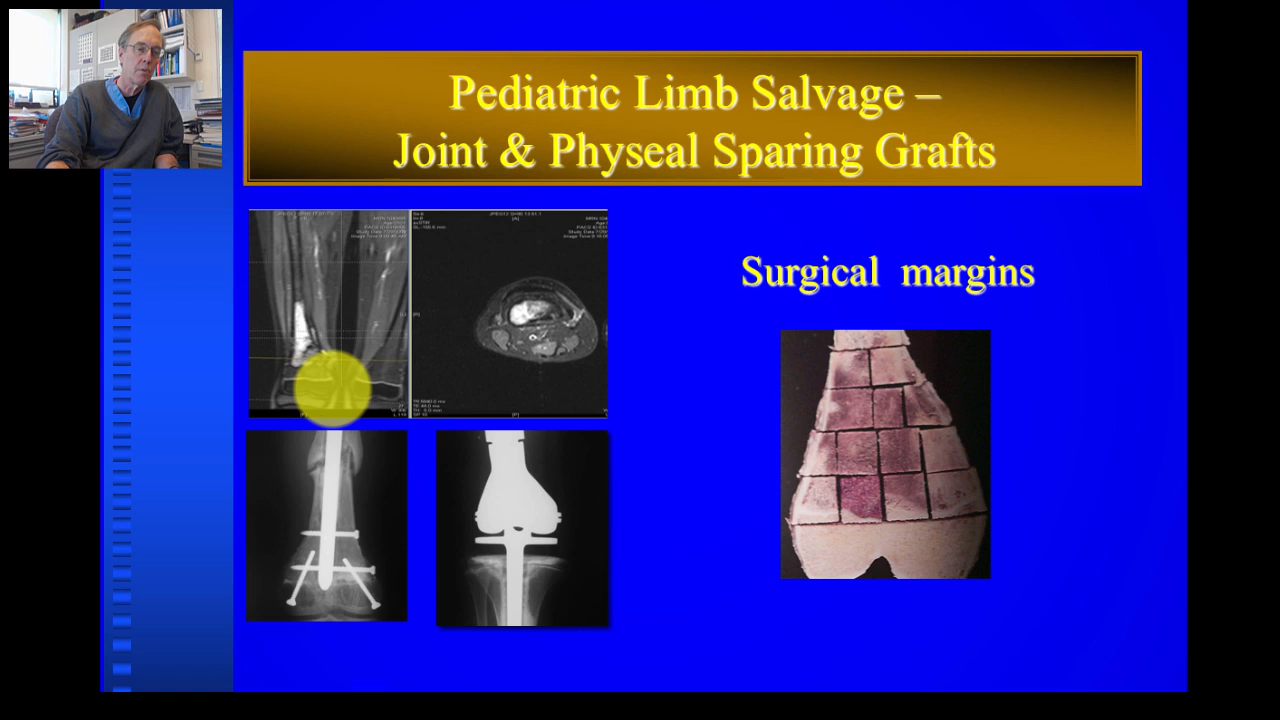 Pediatric Limb Salvage –
Joint & Physeal Sparing Grafts
Surgical margins
[A]
[P]